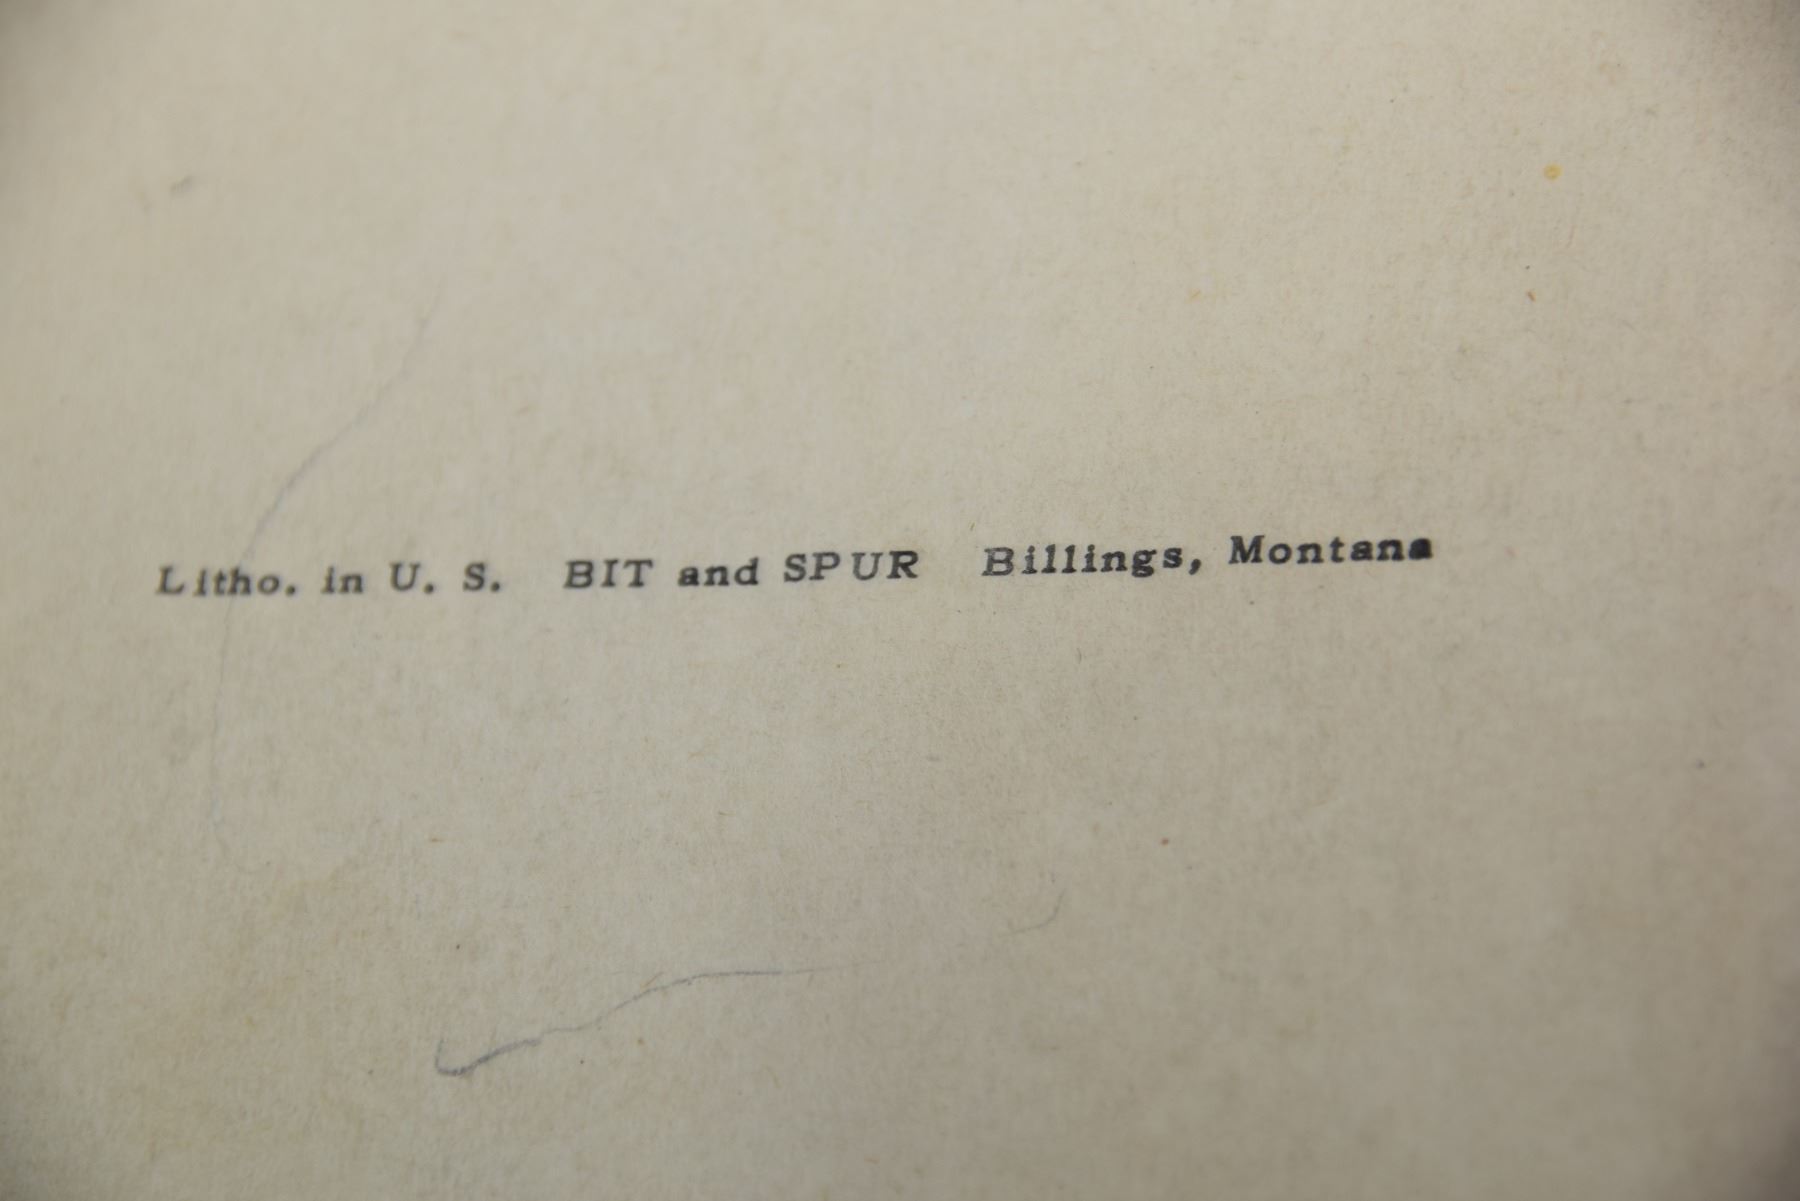 Litho. in U. S. BIT and SPUR Billings, Montana